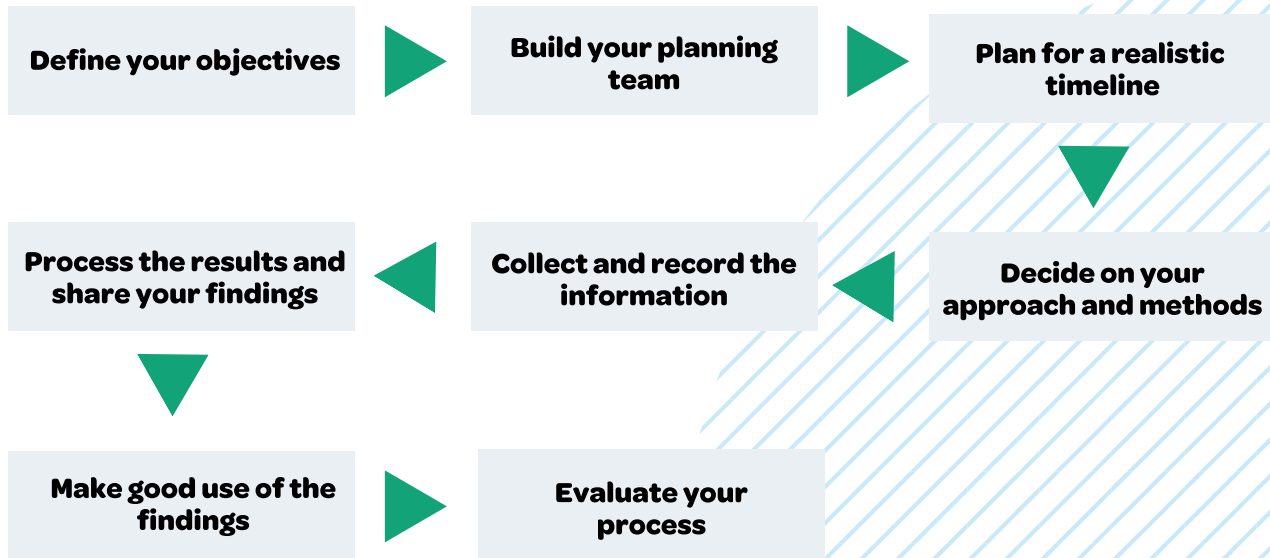 Define your objectives
Build your planning
team
Plan for a realistic
timeline
Decide on your
approach and methods
Collect and record the
information
Process the results and
share your findings
Make good use of the
findings
Evaluate your
process